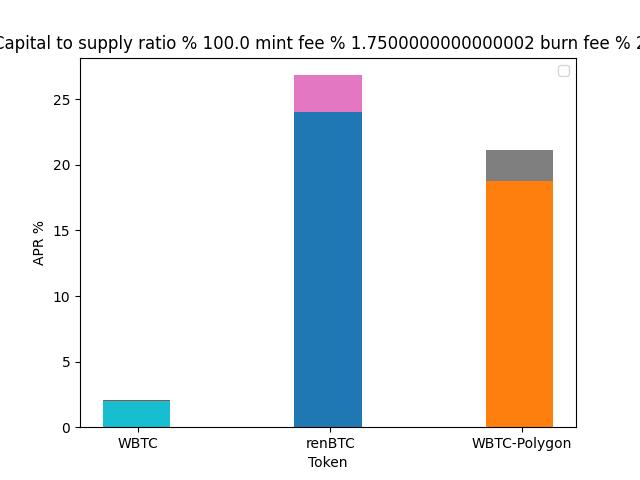 Capital to supply ratio % 100.0 mint fee % 1.7500000000000002 burn fee % 2
25
20
15
10
5
0
APR %
WBTC
renBTC
WBTC-Polygon
Token